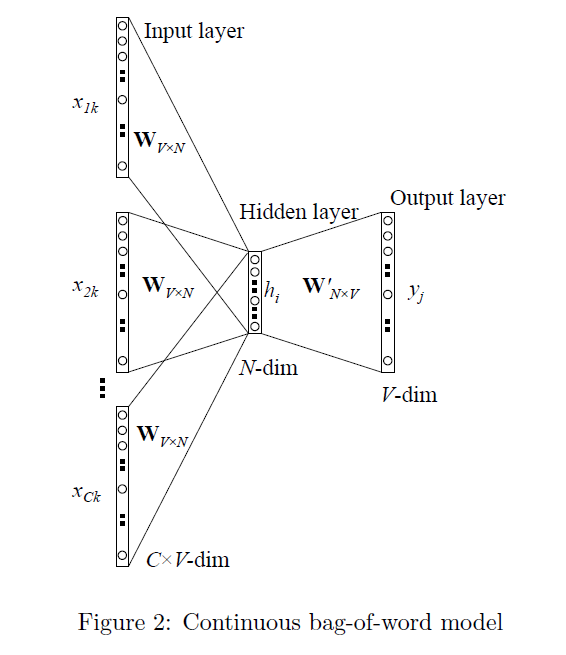 Input layer
x1k
WV×N
Hidden layer
Output layer
x2k
WV×N
hi
W'N×V
yj
N-dim
V-dim
WV×N
xCk
C×V-dim
Figure 2: Continuous bag-of-word model